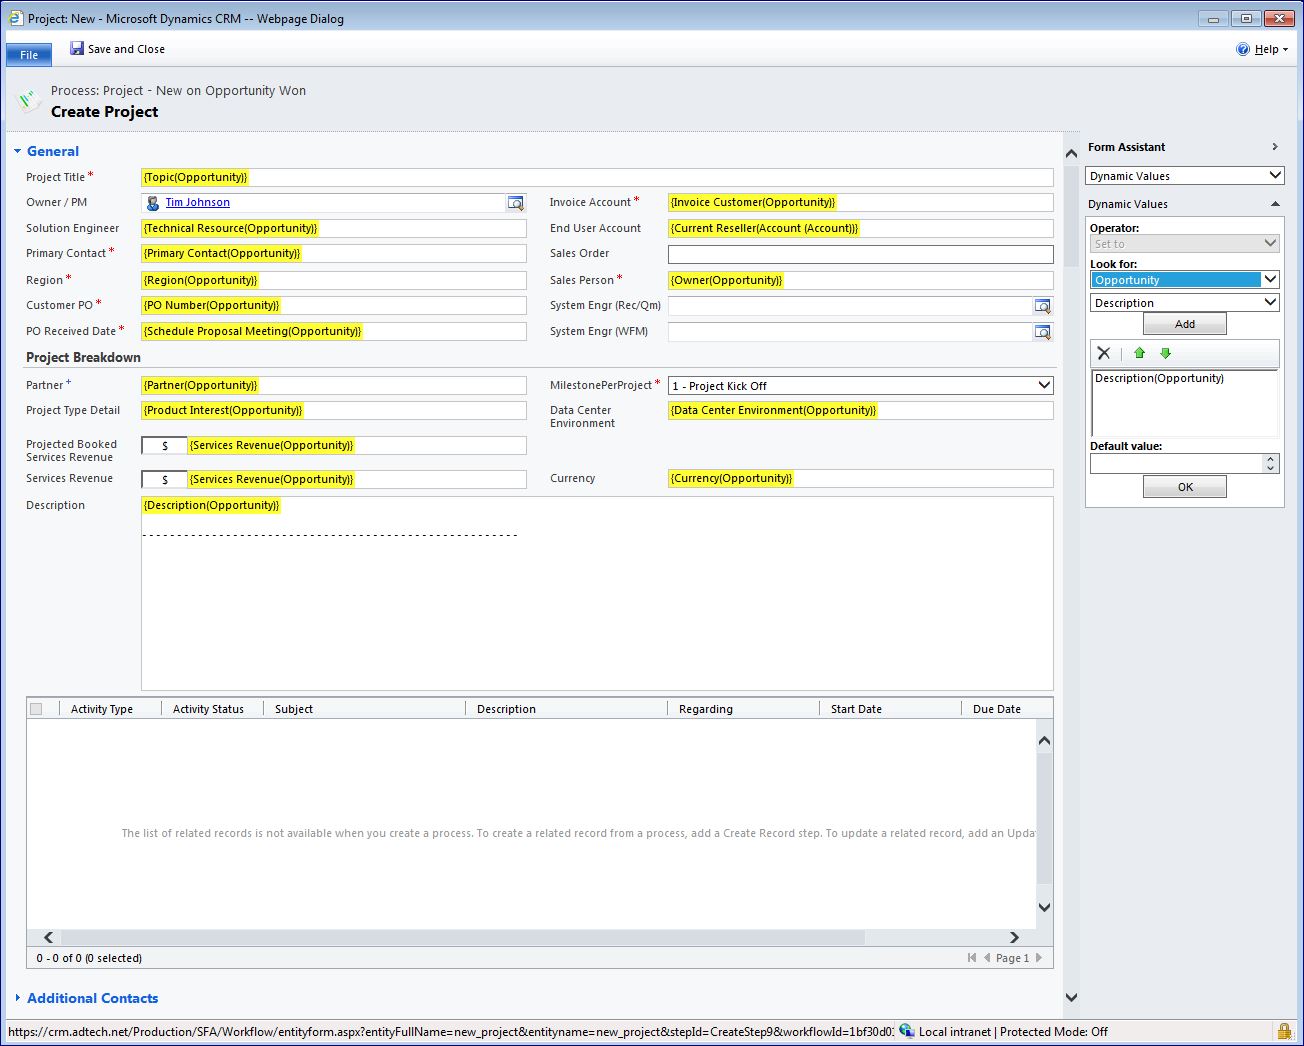 Project: New - Microsoft Dynamics CRM -- Webpage Dialog
File
Save and Close
Help
Process: Project - New on Opportunity Won
Create Project
General
Project Title *
{Topic(Opportunity)}
Owner / PM
Tim Johnson
Invoice Account *
{Invoice Customer(Opportunity)}
Solution Engineer
{Technical Resource(Opportunity)}
End User Account
{Current Reseller(Account (Account))}
Primary Contact *
{Primary Contact(Opportunity)}
Sales Order
Region *
{Region(Opportunity)}
Sales Person *
{Owner(Opportunity)}
Customer PO *
{PO Number(Opportunity)}
System Engr (Rec/Qm)
PO Received Date *
{Schedule Proposal Meeting(Opportunity)}
System Engr (WFM)
Project Breakdown
Partner +
{Partner(Opportunity)}
MilestonePerProject *
1 - Project Kick Off
Project Type Detail
{Product Interest(Opportunity)}
Data Center
Environment
{Data Center Environment(Opportunity)}
Projected Booked
Services Revenue
$
{Services Revenue(Opportunity)}
Services Revenue
$
{Services Revenue(Opportunity)}
Currency
{Currency(Opportunity)}
Description
{Description(Opportunity)}
- - - - - - - - - - - - - - - - - - - - - - - - - - - - - - - - - - - - - - - - - - - - - - - - - - - - - -
Activity Type
Activity Status
Subject
Description
Regarding
Start Date
Due Date
The list of related records is not available when you create a process. To create a related record from a process, add a Create Record step. To update a related record, add an Upda
0 - 0 of 0 (0 selected)
Page 1
Additional Contacts
Form Assistant
Dynamic Values
Dynamic Values
Operator:
Set to
Look for:
Opportunity
Description
Add
Description(Opportunity)
Default value:
OK
https://crm.adtech.net/Production/SFA/Workflow/entityform.aspx?entityFullName=new_project&entityname=new_project&stepId=CreateStep9&workflowId=1bf30d0
Local intranet | Protected Mode: Off